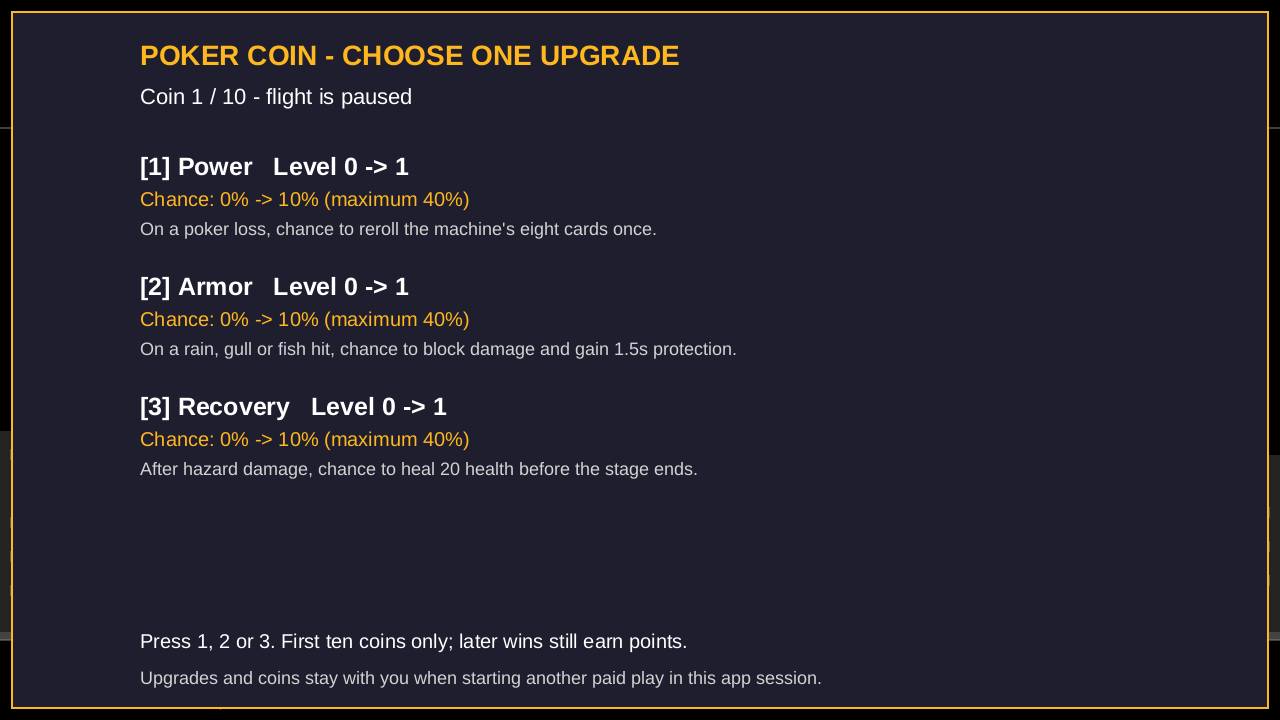 POKER COIN - CHOOSE ONE UPGRADE
Coin 1 / 10 - flight is paused
[1] Power   Level 0 -> 1
Chance: 0% -> 10% (maximum 40%)
On a poker loss, chance to reroll the machine's eight cards once.
[2] Armor   Level 0 -> 1
Chance: 0% -> 10% (maximum 40%)
On a rain, gull or fish hit, chance to block damage and gain 1.5s protection.
[3] Recovery   Level 0 -> 1
Chance: 0% -> 10% (maximum 40%)
After hazard damage, chance to heal 20 health before the stage ends.
Press 1, 2 or 3. First ten coins only; later wins still earn points.
Upgrades and coins stay with you when starting another paid play in this app session.